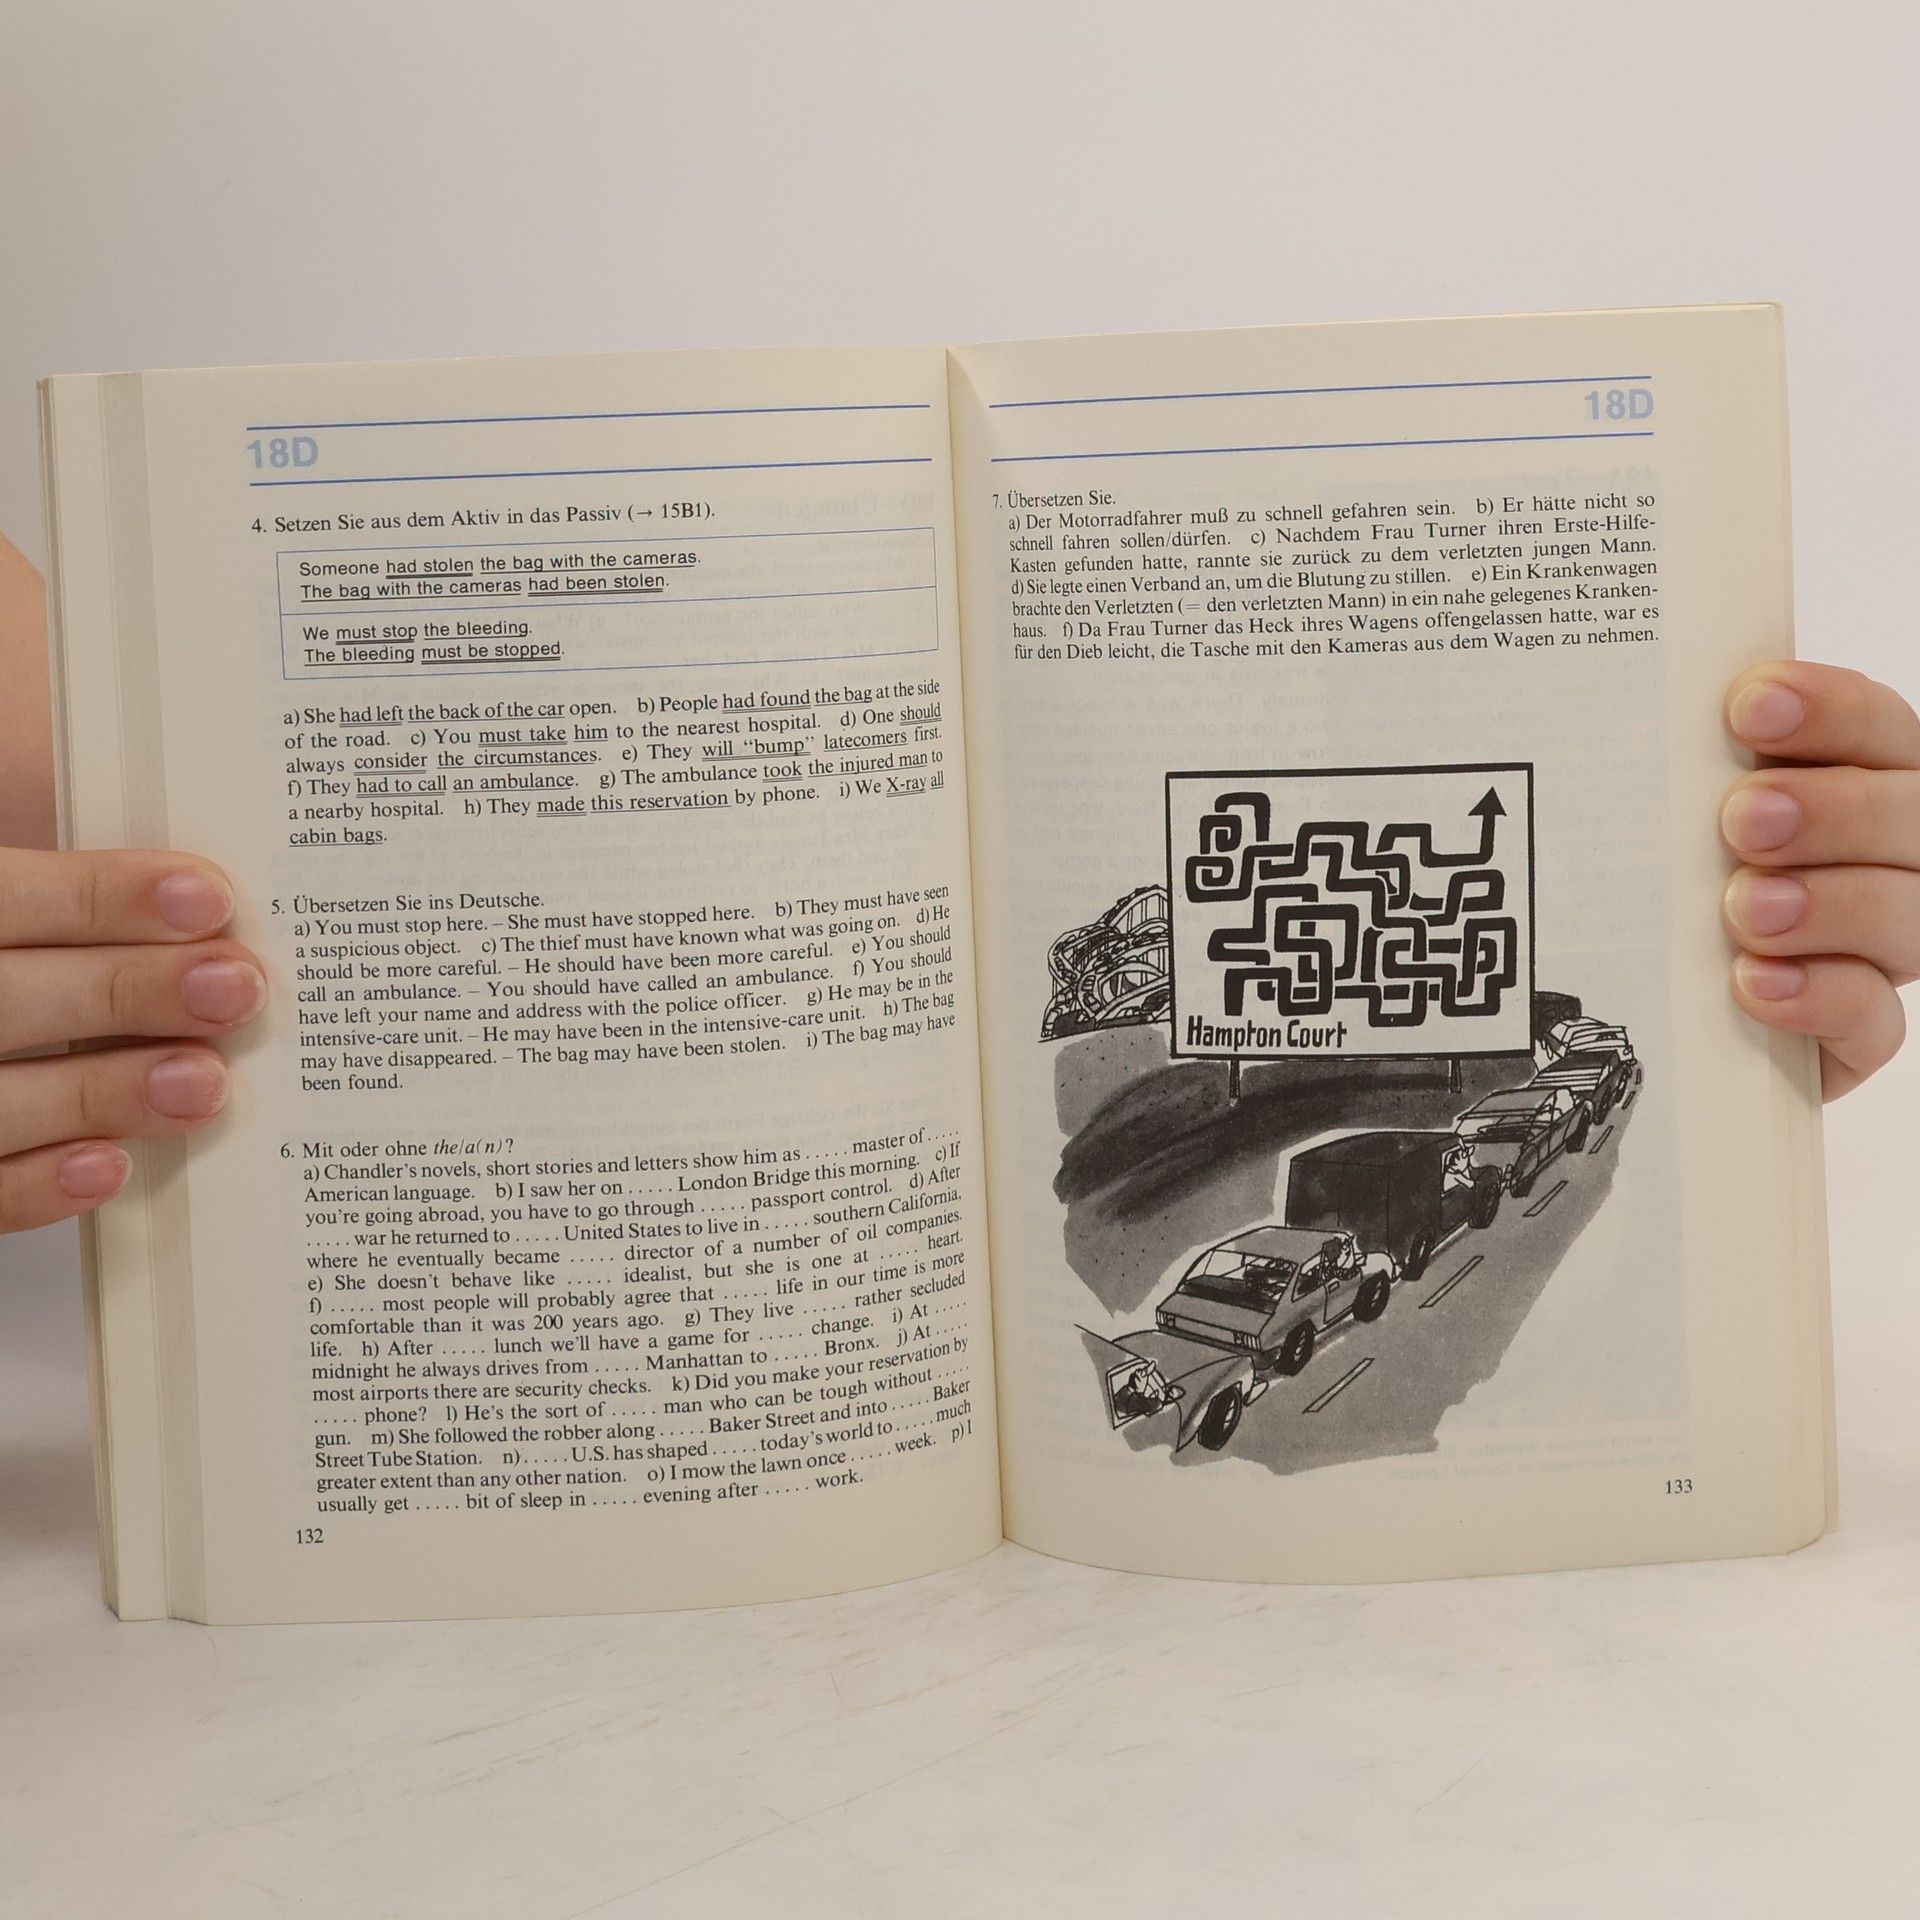 18D
4. Setzen Sie aus dem Aktiv in das Passiv (→ 15B1).
Someone had stolen the bag with the cameras.
The bag with the cameras had been stolen.
We must stop the bleeding.
The bleeding must be stopped.
a) She had left the back of the car open. b) People had found the bag at the side
of the road. c) You must take him to the nearest hospital. d) One should
always consider the circumstances. e) They will “bump” latecomers first.
f) They had to call an ambulance. g) The ambulance took the injured man to
a nearby hospital. h) They made this reservation by phone. i) We X-ray all
cabin bags.
5. Übersetzen Sie ins Deutsche.
a) You must stop here. – She must have stopped here. b) They must have seen
a suspicious object. c) The thief must have known what was going on. d) He
should be more careful. – He should have been more careful. e) You should
call an ambulance. – You should have called an ambulance. f) You should
have left your name and address with the police officer. g) He may be in the
intensive-care unit. – He may have been in the intensive-care unit. h) The bag
may have disappeared. – The bag may have been stolen. i) The bag may have
been found.
6. Mit oder ohne the/a(n)?
a) Chandler’s novels, short stories and letters show him as ..... master of .....
American language. b) I saw her on ..... London Bridge this morning. c) If
you’re going abroad, you have to go through ..... passport control. d) After
..... war he returned to ..... United States to live in ..... southern California,
where he eventually became ..... director of a number of oil companies.
e) She doesn’t behave like ..... idealist, but she is one at ..... heart.
f) ..... most people will probably agree that ..... life in our time is more
comfortable than it was 200 years ago. g) They live ..... rather secluded
life. h) After ..... lunch we’ll have a game for ..... change. i) At .....
midnight he always drives from ..... Manhattan to ..... Bronx. j) At .....
most airports there are security checks. k) Did you make your reservation by
..... phone? l) He’s the sort of ..... man who can be tough without .....
gun. m) She followed the robber along ..... Baker Street and into ..... Baker
Street Tube Station. n) ..... U.S. has shaped ..... today’s world to ..... much
greater extent than any other nation. o) I mow the lawn once ..... week. p) I
usually get ..... bit of sleep in ..... evening after ..... work.
132
18D
7. Übersetzen Sie.
a) Der Motorradfahrer muß zu schnell gefahren sein. b) Er hätte nicht so
schnell fahren sollen/dürfen. c) Nachdem Frau Turner ihren Erste-Hilfe-
Kasten gefunden hatte, rannte sie zurück zu dem verletzten jungen Mann.
d) Sie legte einen Verband an, um die Blutung zu stillen. e) Ein Krankenwagen
brachte den Verletzten (= den verletzten Mann) in ein nahe gelegenes Kranken-
haus. f) Da Frau Turner das Heck ihres Wagens offengelassen hatte, war es
für den Dieb leicht, die Tasche mit den Kameras aus dem Wagen zu nehmen.
Hampton Court
133